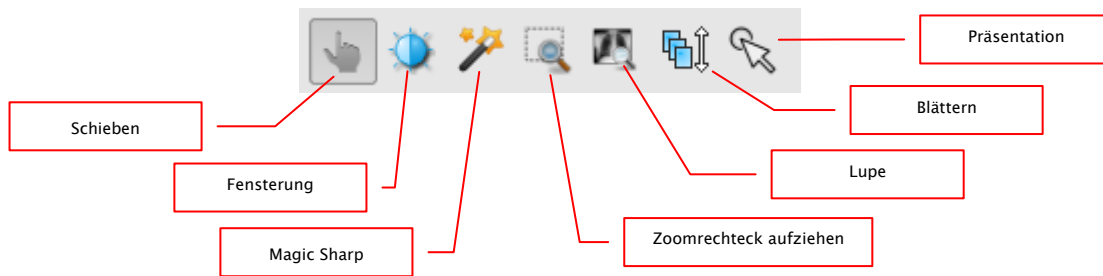 Präsentation
Blättern
Schieben
Lupe
Fensterung
Zoomrechteck aufziehen
Magic Sharp